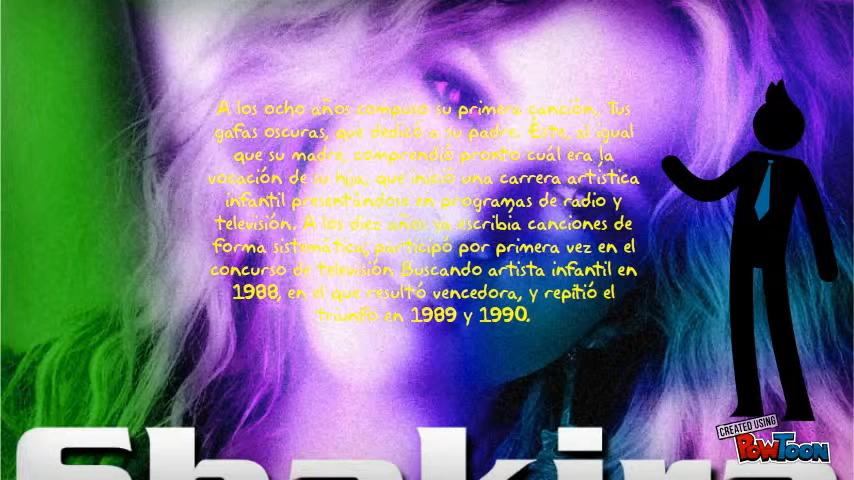 A los ocho años compuso su primera canción, Tus
gafas oscuras, que dedicó a su padre. Éste, al igual
que su madre, comprendió pronto cuál era la
vocación de su hija, que inició una carrera artística
infantil presentándose en programas de radio y
televisión. A los diez años ya escribia canciones de
forma sistemática; participó por primera vez en el
concurso de televisión Buscando artista infantil en
1988, en el que resultó vencedora, y repitió el
triunfo en 1989 y 1990.
CREATED USING
POWTOON
Shakira